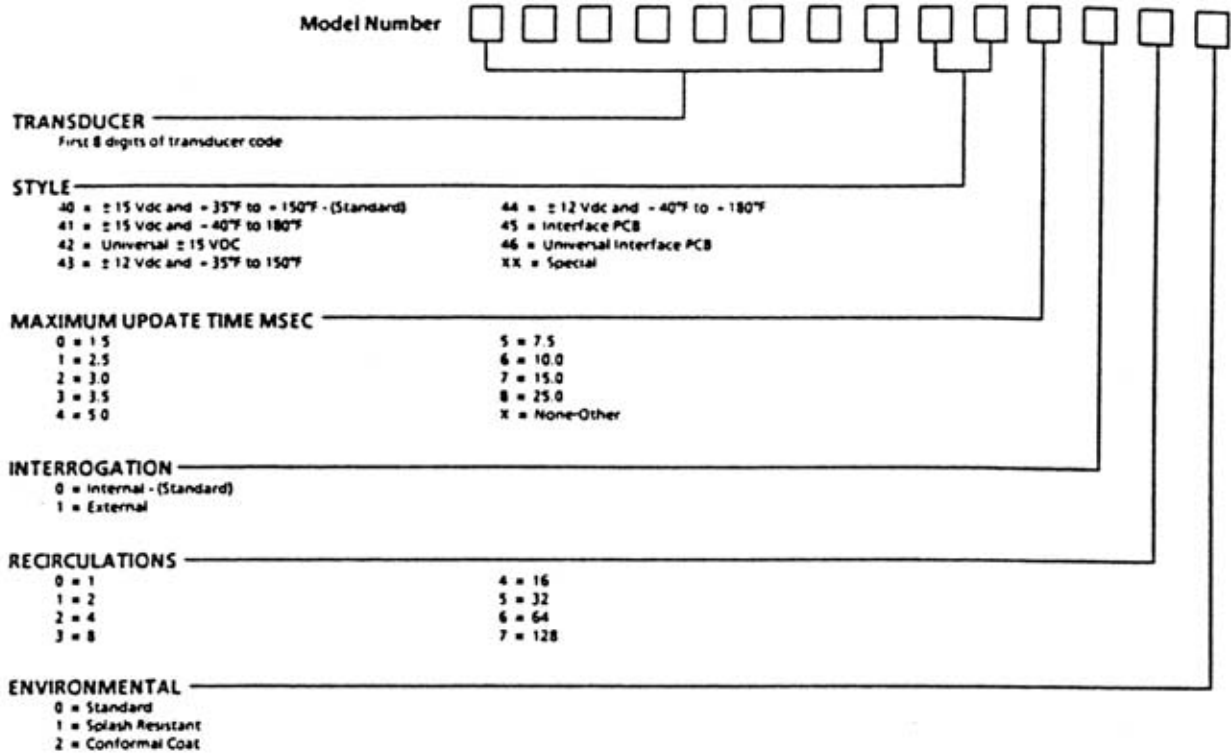 Model Number
TRANSDUCER
First 8 digits of transducer code
STYLE
40 = ± 15 Vdc and - 35°F to - 150°F - (Standard)
41 = ± 15 Vdc and - 40°F to 180°F
42 = Universal ± 15 VDC
43 = ± 12 Vdc and - 35°F to 150°F
44 = ± 12 Vdc and - 40°F to - 180°F
45 = Interface PCB
46 = Universal Interface PCB
XX = Special
MAXIMUM UPDATE TIME MSEC
0 = 1.5
1 = 2.5
2 = 3.0
3 = 3.5
4 = 5.0
5 = 7.5
6 = 10.0
7 = 15.0
8 = 25.0
X = None-Other
INTERROGATION
0 = Internal - (Standard)
1 = External
RECIRCULATIONS
0 = 1
1 = 2
2 = 4
3 = 8
4 = 16
5 = 32
6 = 64
7 = 128
ENVIRONMENTAL
0 = Standard
1 = Splash Resistant
2 = Conformal Coat